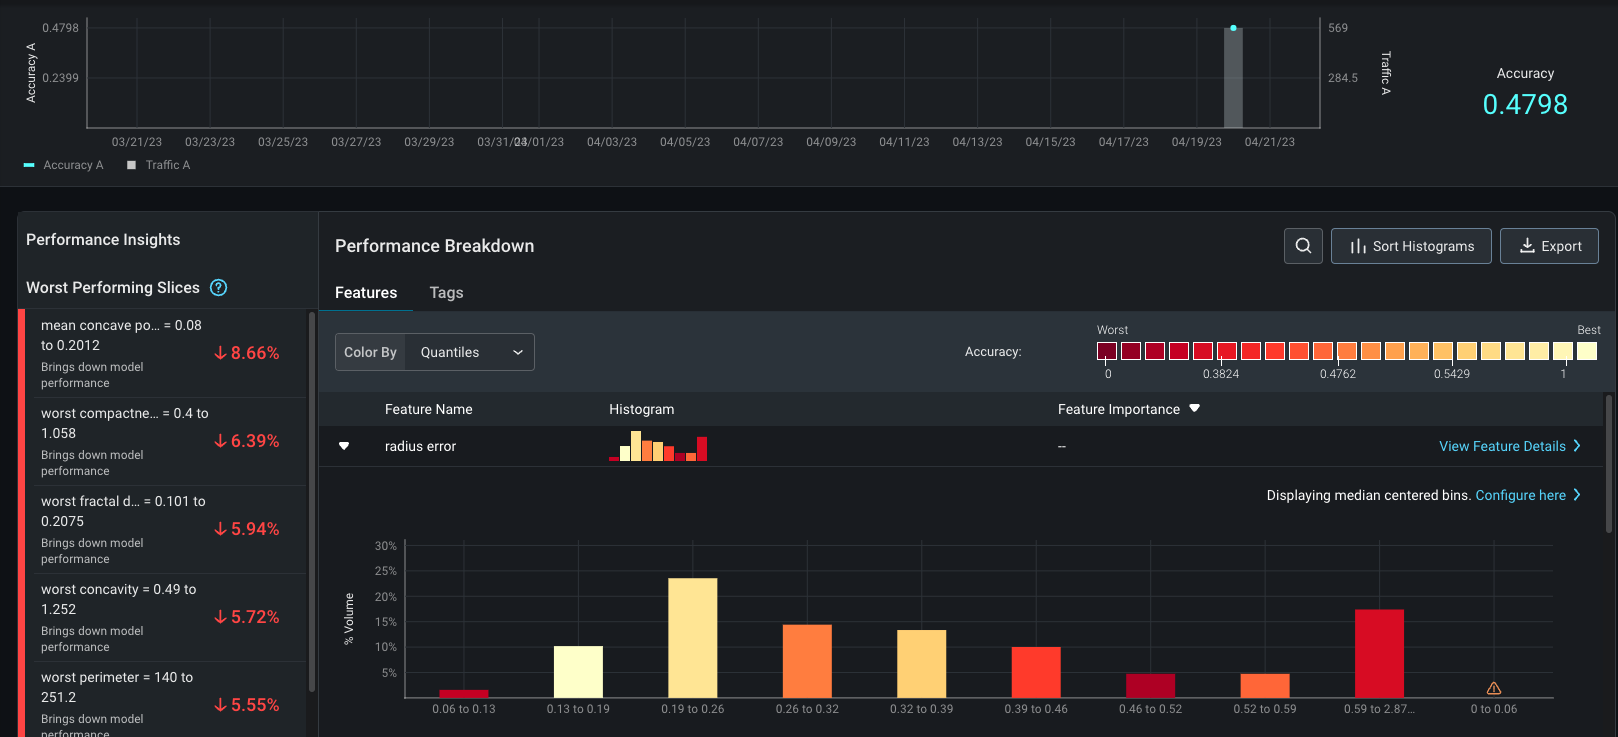 Accuracy A
0.4798
0.2399
569
284.5
Traffic A
Accuracy
0.4798
03/21/23 03/23/23 03/25/23 03/27/23 03/29/23 03/31/23 04/01/23 04/03/23 04/05/23 04/07/23 04/09/23 04/11/23 04/13/23 04/15/23 04/17/23 04/19/23 04/21/23
Accuracy A Traffic A
Performance Insights
Worst Performing Slices ?
mean concave po... = 0.08
to 0.2012
8.66%
Brings down model
performance
worst compactne... = 0.4 to
1.058
6.39%
Brings down model
performance
worst fractal d... = 0.101 to
0.2075
5.94%
Brings down model
performance
worst concavity = 0.49 to
1.252
5.72%
Brings down model
performance
worst perimeter = 140 to
251.2
5.55%
Brings down model
performance
Performance Breakdown
Sort Histograms
Export
Features Tags
Color By Quantiles
Accuracy:
Worst Best
0 0.3824 0.4762 0.5429 1
Feature Name Histogram Feature Importance
radius error -- View Feature Details
Displaying median centered bins. Configure here
% Volume
30%
25%
20%
15%
10%
5%
0.06 to 0.13 0.13 to 0.19 0.19 to 0.26 0.26 to 0.32 0.32 to 0.39 0.39 to 0.46 0.46 to 0.52 0.52 to 0.59 0.59 to 2.87... 0 to 0.06